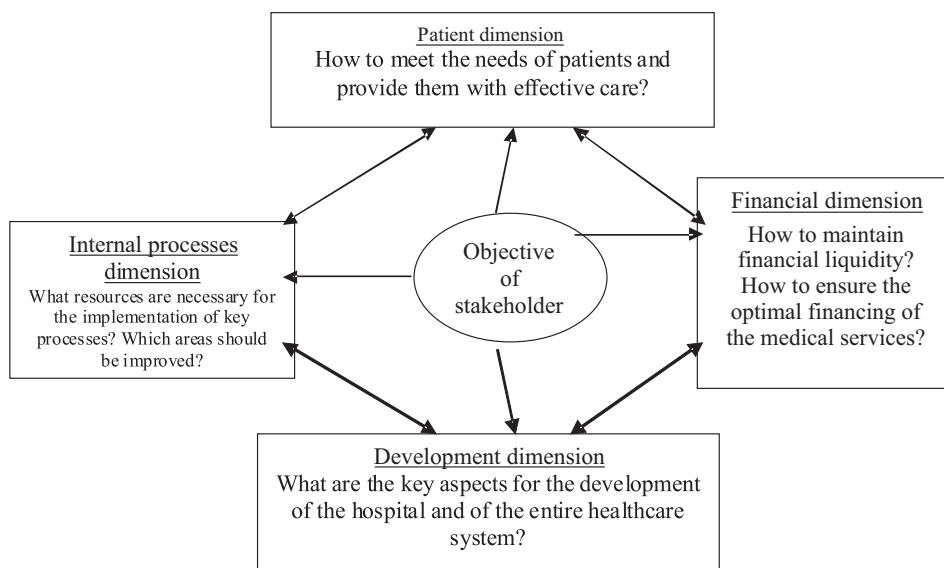 Patient dimension
How to meet the needs of patients and
provide them with effective care?
Financial dimension
How to maintain
financial liquidity?
How to ensure the
optimal financing of
the medical services?
Internal processes
dimension
What resources are necessary for
the implementation of key
processes? Which areas should
be improved?
Objective
of
stakeholder
Development dimension
What are the key aspects for the development
of the hospital and of the entire healthcare
system?